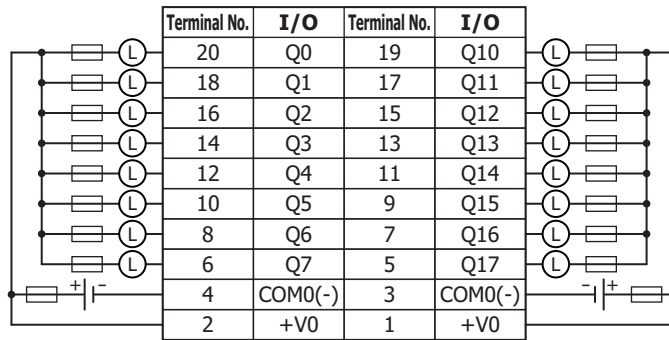 Terminal No. I/O Terminal No. I/O
L 20 Q0 19 Q10 L
L 18 Q1 17 Q11 L
L 16 Q2 15 Q12 L
L 14 Q3 13 Q13 L
L 12 Q4 11 Q14 L
L 10 Q5 9 Q15 L
L 8 Q6 7 Q16 L
L 6 Q7 5 Q17 L
+ - 4 COM0(-) 3 COM0(-) - +
2 +V0 1 +V0